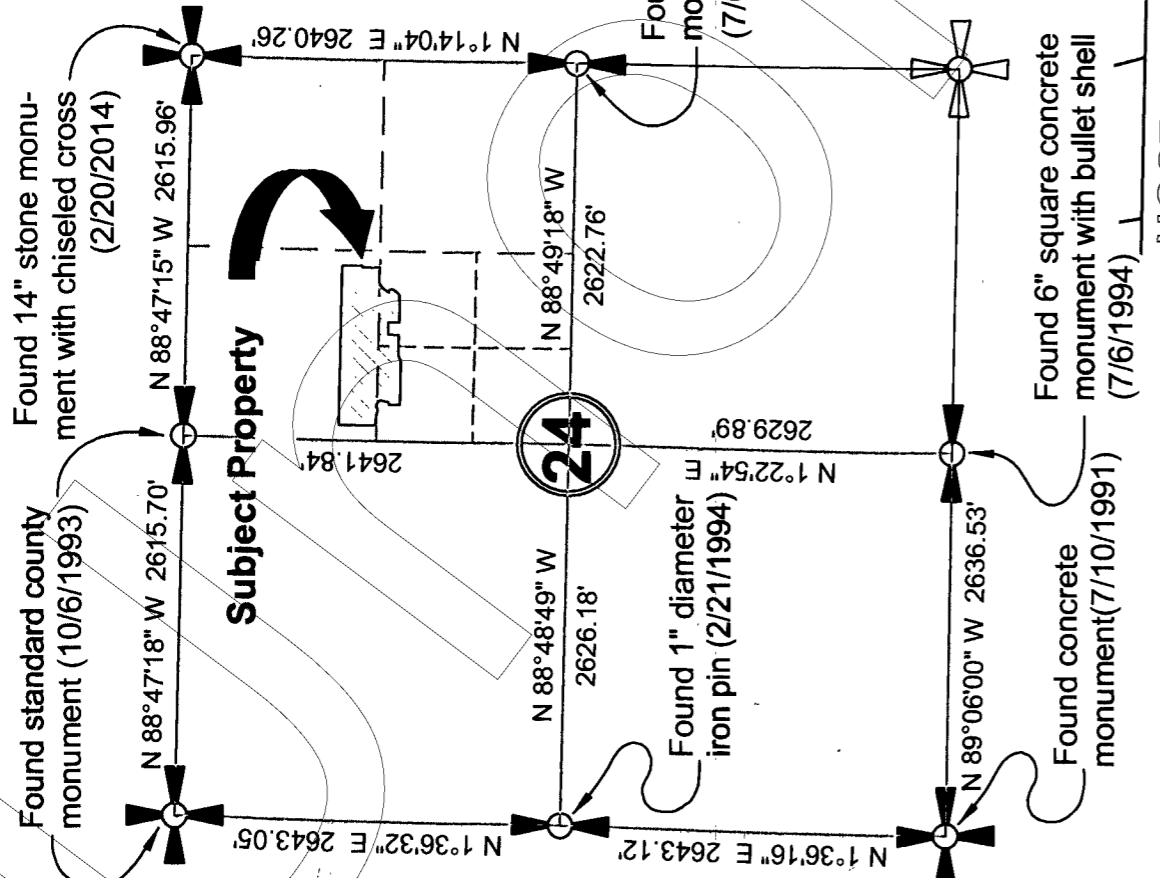 Found 14" stone monu-
ment with chiseled cross
(2/20/2014)
Found standard county
monument (10/6/1993)
N 88°47'18" W 2615.70'
N 88°47'15" W 2615.96'
Subject Property
N 1°14'04" E 2640.26'
2641.84'
N 1°36'32" E 2643.05'
N 88°48'49" W
2626.18'
24
N 88°49'18" W
2622.76'
N 1°22'54" E
2629.89'
Found 1" diameter
iron pin (2/21/1994)
N 1°36'16" E 2643.12'
N 89°06'00" W 2636.53'
Found concrete
monument(7/10/1991)
Found 6" square concrete
monument with bullet shell
(7/6/1994)